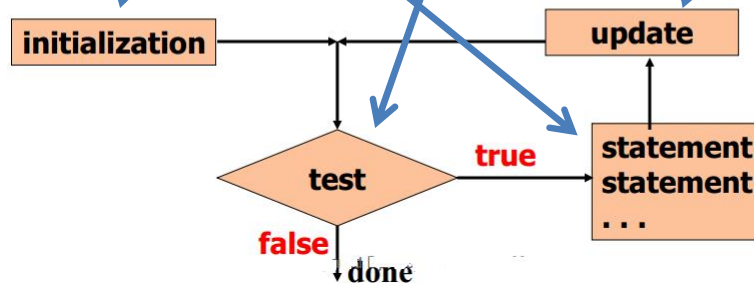 initialization
update
test
true
statement
statement
. . .
false
done